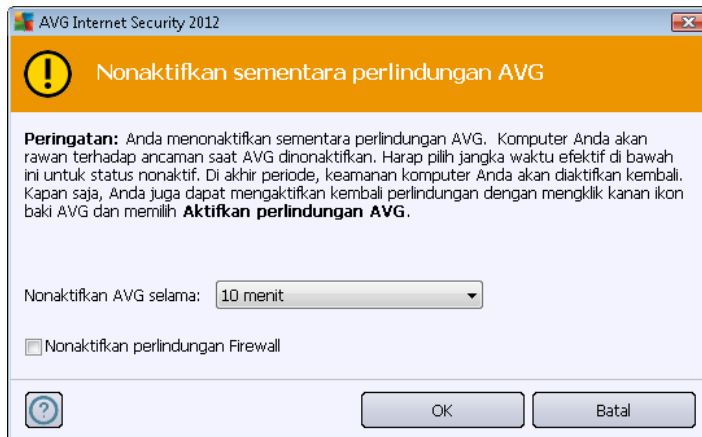 AVG Internet Security 2012
Nonaktifkan sementara perlindungan AVG
Peringatan: Anda menonaktifkan sementara perlindungan AVG. Komputer Anda akan
rawan terhadap ancaman saat AVG dinonaktifkan. Harap pilih jangka waktu efektif di bawah
ini untuk status nonaktif. Di akhir periode, keamanan komputer Anda akan diaktifkan kembali.
Kapan saja, Anda juga dapat mengaktifkan kembali perlindungan dengan mengklik kanan ikon
baki AVG dan memilih Aktifkan perlindungan AVG.
Nonaktifkan AVG selama: 10 menit
Nonaktifkan perlindungan Firewall
OK Batal